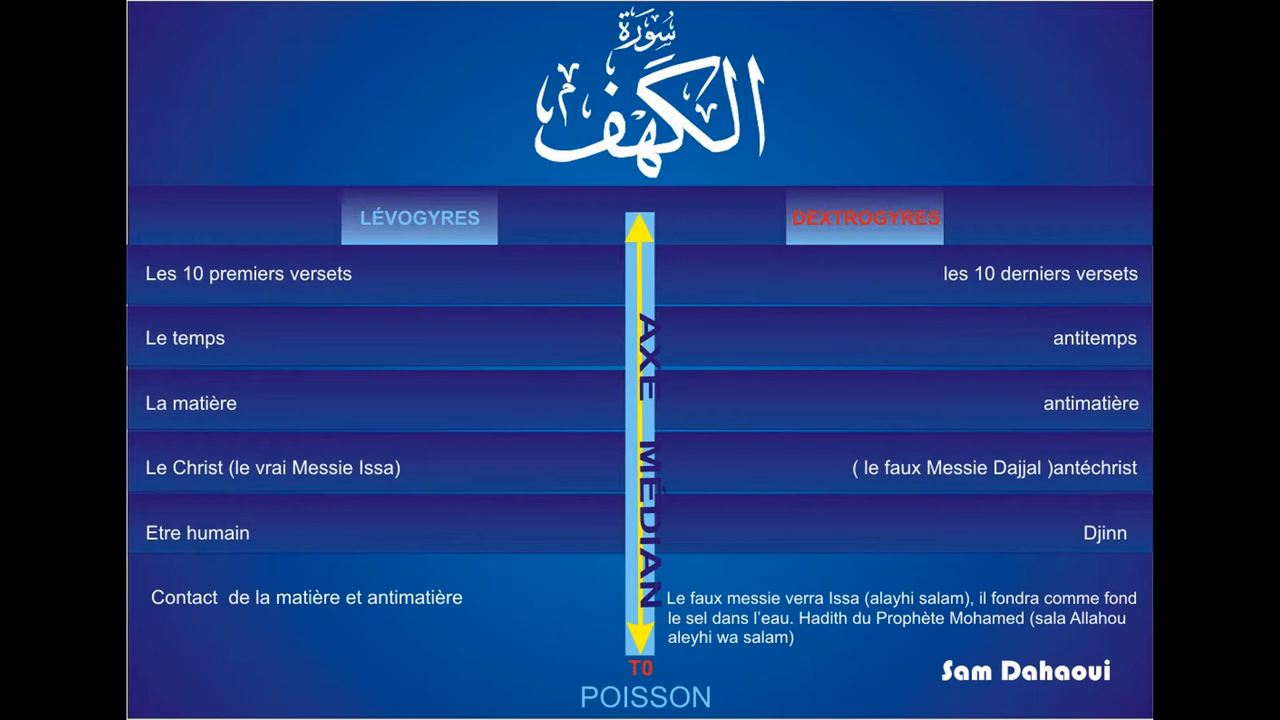 سُورَة
الكهف
LÉVOGYRES
DEXTROGYRES
Les 10 premiers versets
les 10 derniers versets
Le temps
antitemps
La matière
antimatière
Le Christ (le vrai Messie Issa)
( le faux Messie Dajjal )antéchrist
Etre humain
Djinn
Contact de la matière et antimatière
AXE MÉDIAN
Le faux messie verra Issa (alayhi salam), il fondra comme fond
le sel dans l'eau. Hadith du Prophète Mohamed (sala Allahou
aleyhi wa salam)
T0
POISSON
Sam Dahaoui